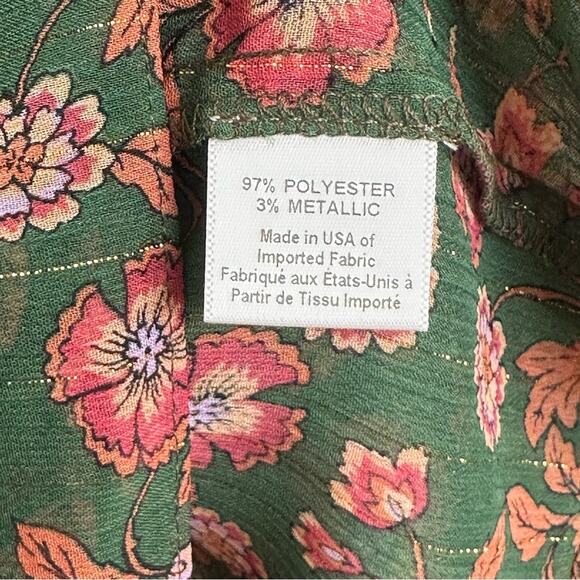 97% POLYESTER
3% METALLIC
Made in USA of
Imported Fabric
Fabriqué aux États-Unis à
Partir de Tissu Importé